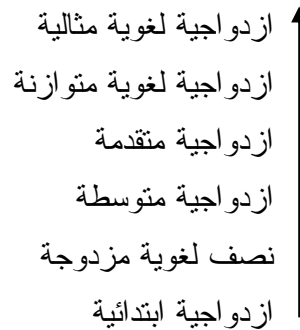 ازدواجية لغوية مثالية
ازدواجية لغوية متوازنة
ازدواجية متقدمة
ازدواجية متوسطة
نصف لغوية مزدوجة
ازدواجية ابتدائية